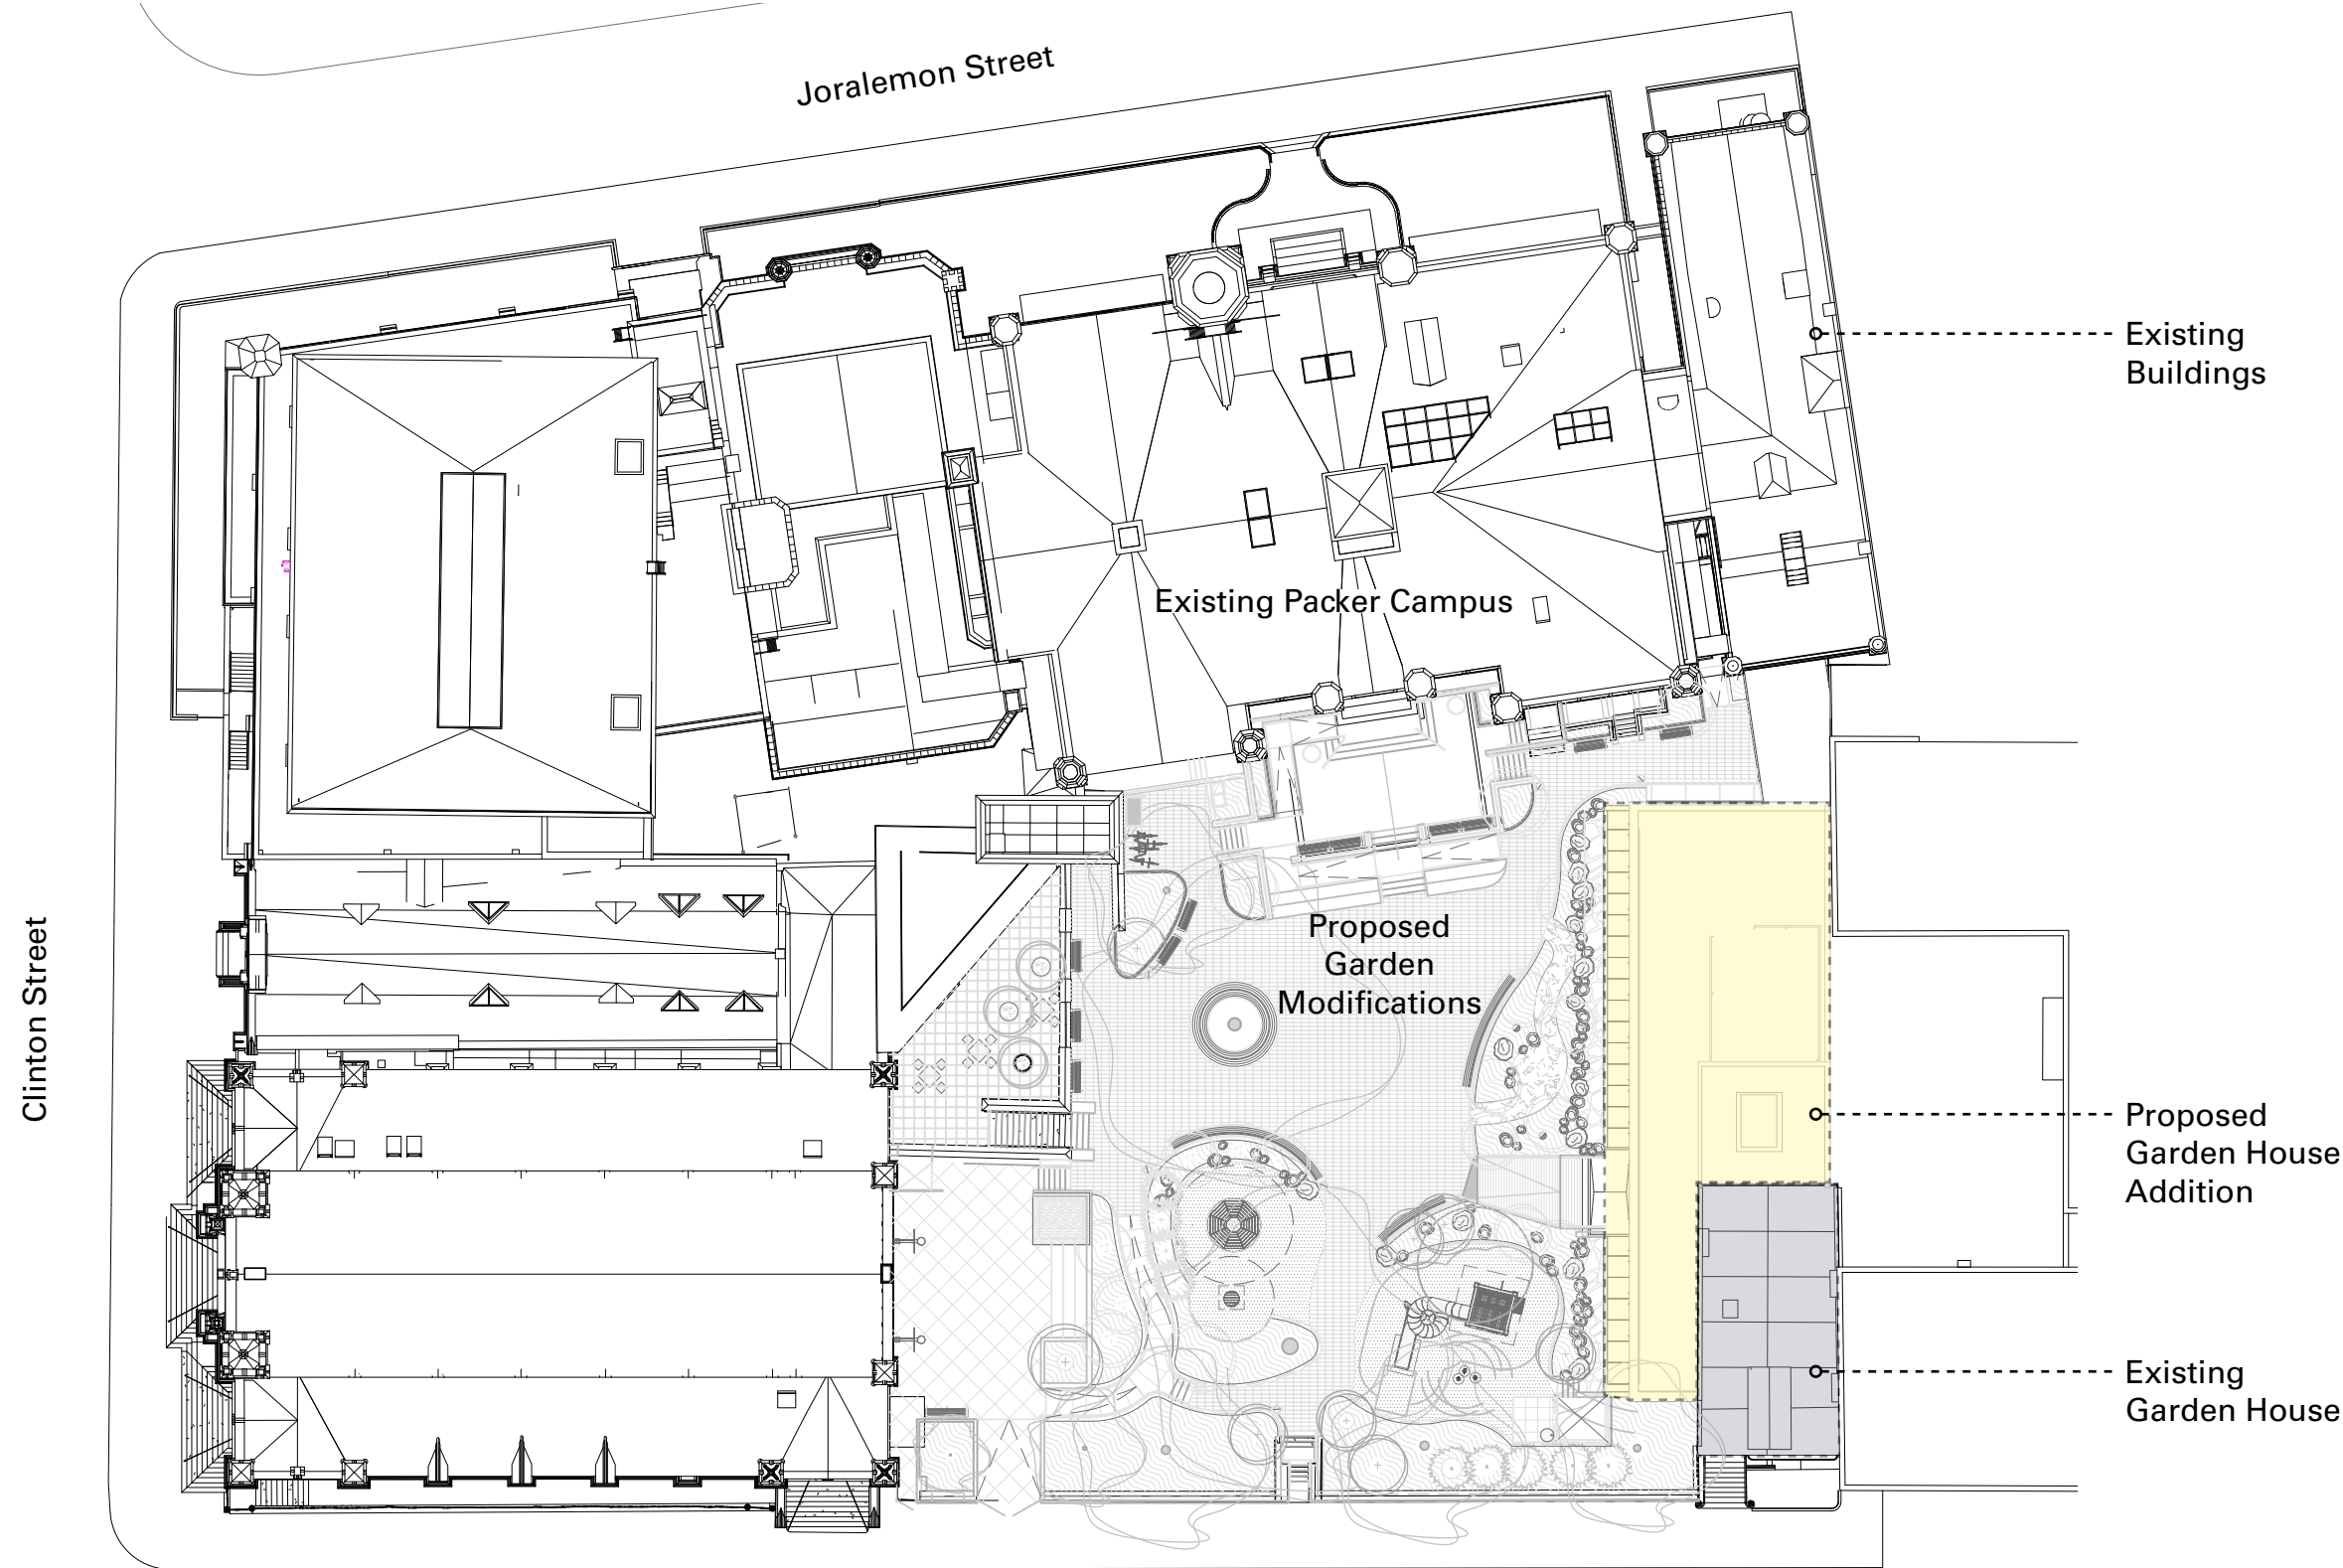 Joralemon Street
Existing
Buildings
Existing Packer Campus
Proposed
Garden
Modifications
Clinton Street
Proposed
Garden House
Addition
Existing
Garden House